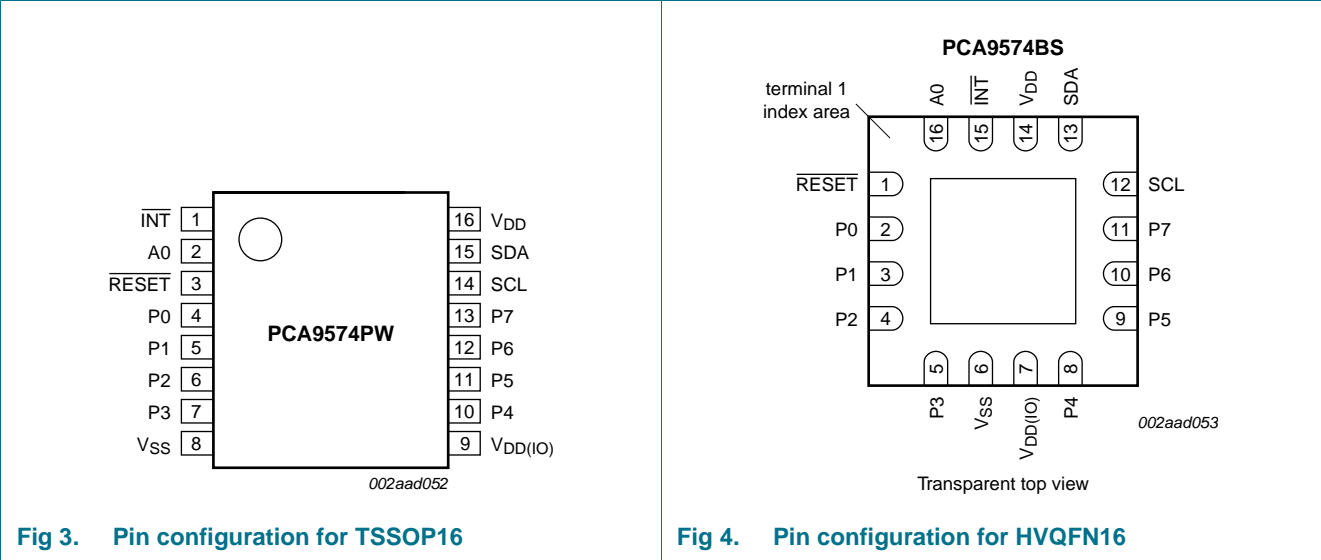 INT 1
A0 2
RESET 3
P0 4
P1 5
P2 6
P3 7
VSS 8
PCA9574PW
16 VDD
15 SDA
14 SCL
13 P7
12 P6
11 P5
10 P4
9 VDD(IO)
002aad052
Fig 3. Pin configuration for TSSOP16
PCA9574BS
terminal 1
index area
A0 INT VDD SDA
16 15 14 13
RESET 1
P0 2
P1 3
P2 4
12 SCL
11 P7
10 P6
9 P5
5 6 7 8
P3 VSS VDD(IO) P4
002aad053
Transparent top view
Fig 4. Pin configuration for HVQFN16